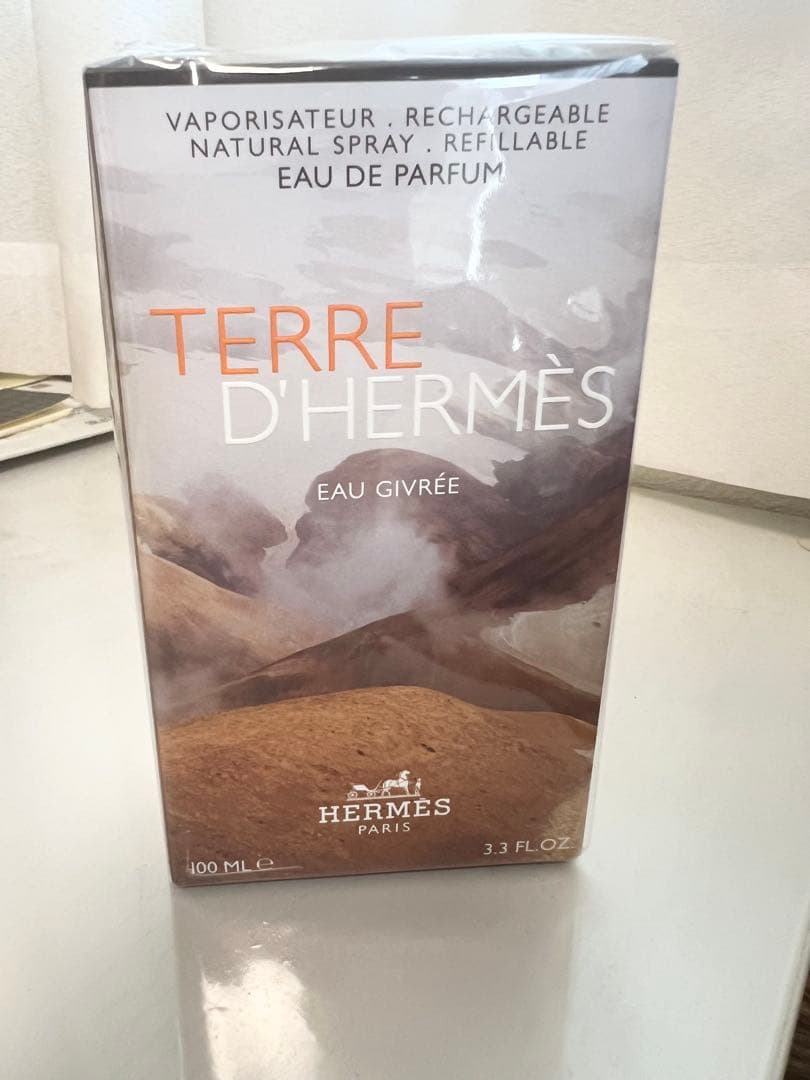 VAPORISATEUR . RECHARGEABLE
NATURAL SPRAY . REFILLABLE
EAU DE PARFUM
TERRE
D'HERMÈS
EAU GIVRÉE
HERMÈS
PARIS
100 ML ℮
3.3 FL.OZ.